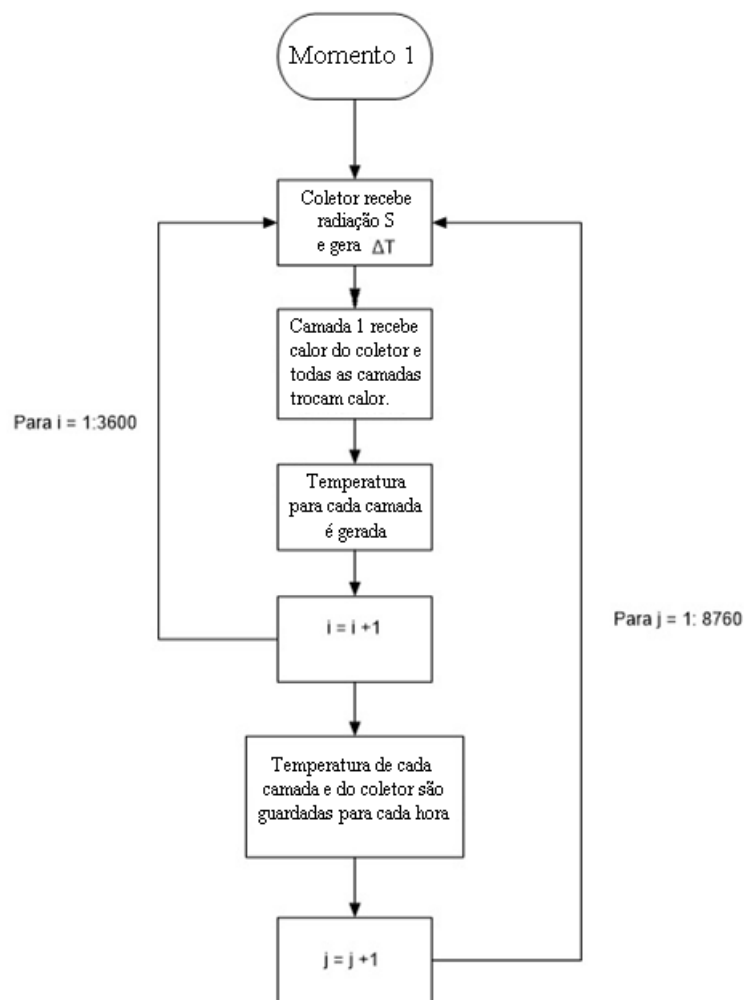 Momento 1
Coletor recebe
radiação S
e gera ΔT
Camada 1 recebe
calor do coletor e
todas as camadas
trocam calor.
Para i = 1:3600
Temperatura
para cada camada
é gerada
i = i +1
Para j = 1: 8760
Temperatura de cada
camada e do coletor são
guardadas para cada hora
j = j +1